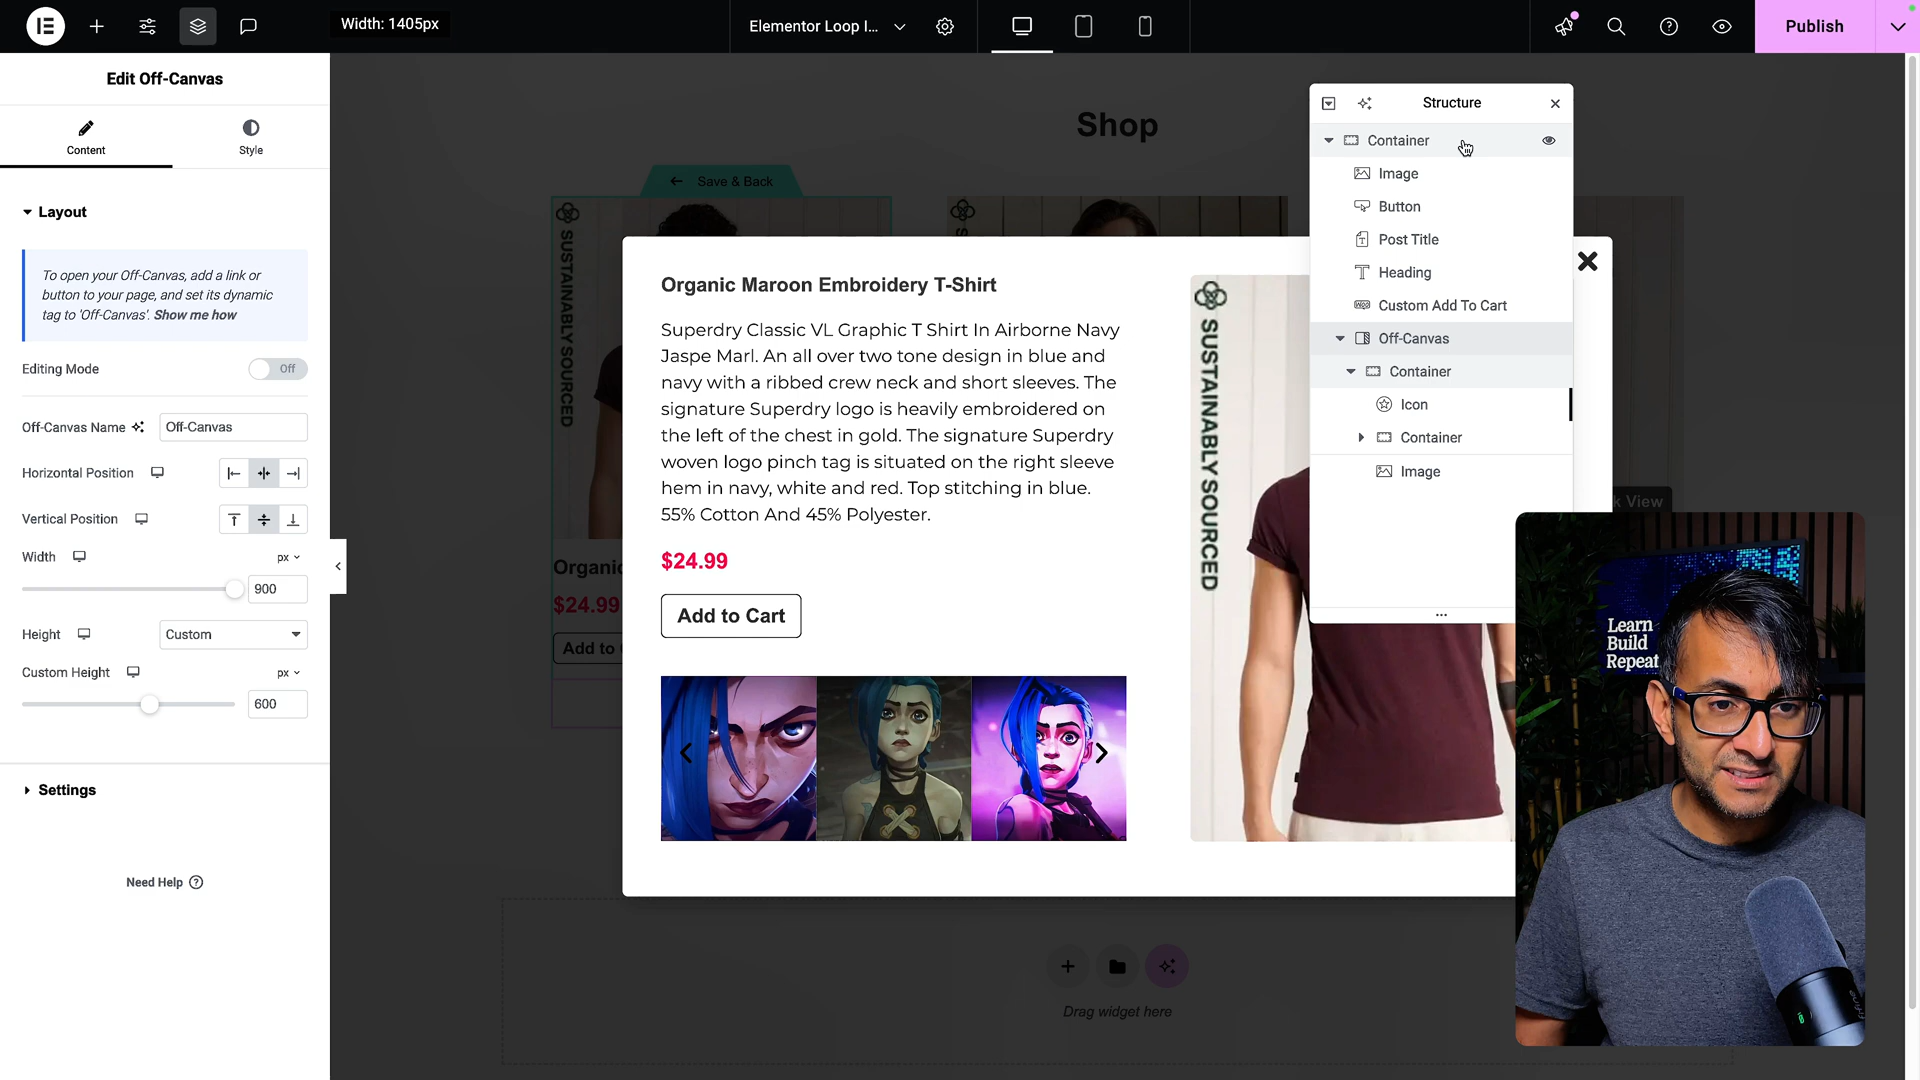 Width: 1405px
Elementor Loop I...
Publish
Edit Off-Canvas
Content
Style
Layout
To open your Off-Canvas, add a link or
button to your page, and set its dynamic
tag to 'Off-Canvas'. Show me how
Editing Mode
Off
Off-Canvas Name
Off-Canvas
Horizontal Position
Vertical Position
Width
px
900
Height
Custom
Custom Height
px
600
Settings
Need Help
Shop
Save & Back
SUSTAINABLY SOURCED
Organic
$24.99
Add to
Organic Maroon Embroidery T-Shirt
Superdry Classic VL Graphic T Shirt In Airborne Navy
Jaspe Marl. An all over two tone design in blue and
navy with a ribbed crew neck and short sleeves. The
signature Superdry logo is heavily embroidered on
the left of the chest in gold. The signature Superdry
woven logo pinch tag is situated on the right sleeve
hem in navy, white and red. Top stitching in blue.
55% Cotton And 45% Polyester.
$24.99
Add to Cart
SUSTAINABLY SOURCED
Structure
Container
Image
Button
Post Title
Heading
Custom Add To Cart
Off-Canvas
Container
Icon
Container
Image
k View
Learn
Build
Repeat
Drag widget here